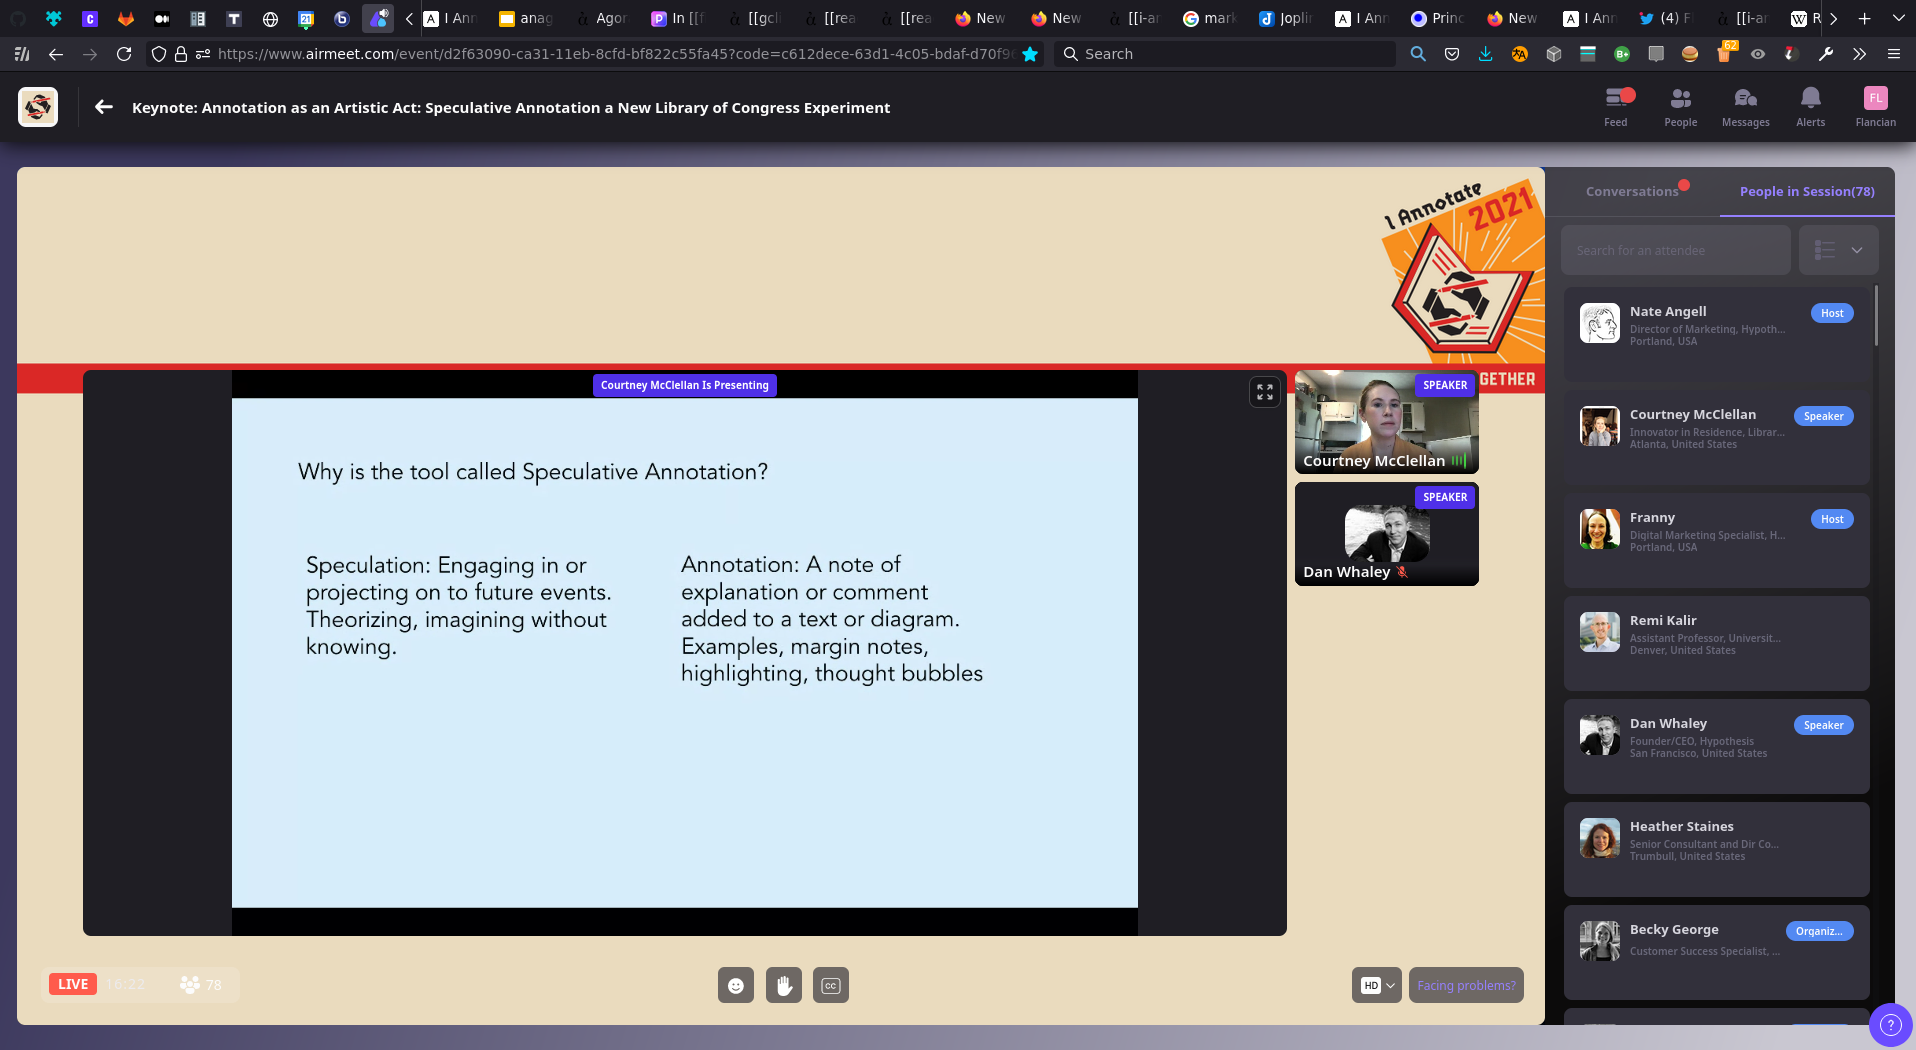 I Ann
anag
Agor
In [[f
[[gcli
[[rea
[[rea
New
New
[[i-ar
mark
Joplin
I Ann
Princ
New
I Ann
(4) F
[[i-ar
https://www.airmeet.com/event/d2f63090-ca31-11eb-8cfd-bf822c55fa45?code=c612dece-63d1-4c05-bdaf-d70f9
Search
62
Keynote: Annotation as an Artistic Act: Speculative Annotation a New Library of Congress Experiment
Feed
People
Messages
Alerts
FL
Flancian
I Annotate
2021
GETHER
Courtney McClellan Is Presenting
Why is the tool called Speculative Annotation?
Speculation: Engaging in or
projecting on to future events.
Theorizing, imagining without
knowing.
Annotation: A note of
explanation or comment
added to a text or diagram.
Examples, margin notes,
highlighting, thought bubbles
SPEAKER
Courtney McClellan
SPEAKER
Dan Whaley
LIVE
16:22
78
CC
HD
Facing problems?
Conversations
People in Session(78)
Search for an attendee
Nate Angell
Host
Director of Marketing, Hypoth...
Portland, USA
Courtney McClellan
Speaker
Innovator in Residence, Librar...
Atlanta, United States
Franny
Host
Digital Marketing Specialist, H...
Portland, USA
Remi Kalir
Assistant Professor, Universit...
Denver, United States
Dan Whaley
Speaker
Founder/CEO, Hypothesis
San Francisco, United States
Heather Staines
Senior Consultant and Dir Co...
Trumbull, United States
Becky George
Organiz...
Customer Success Specialist, ...
?